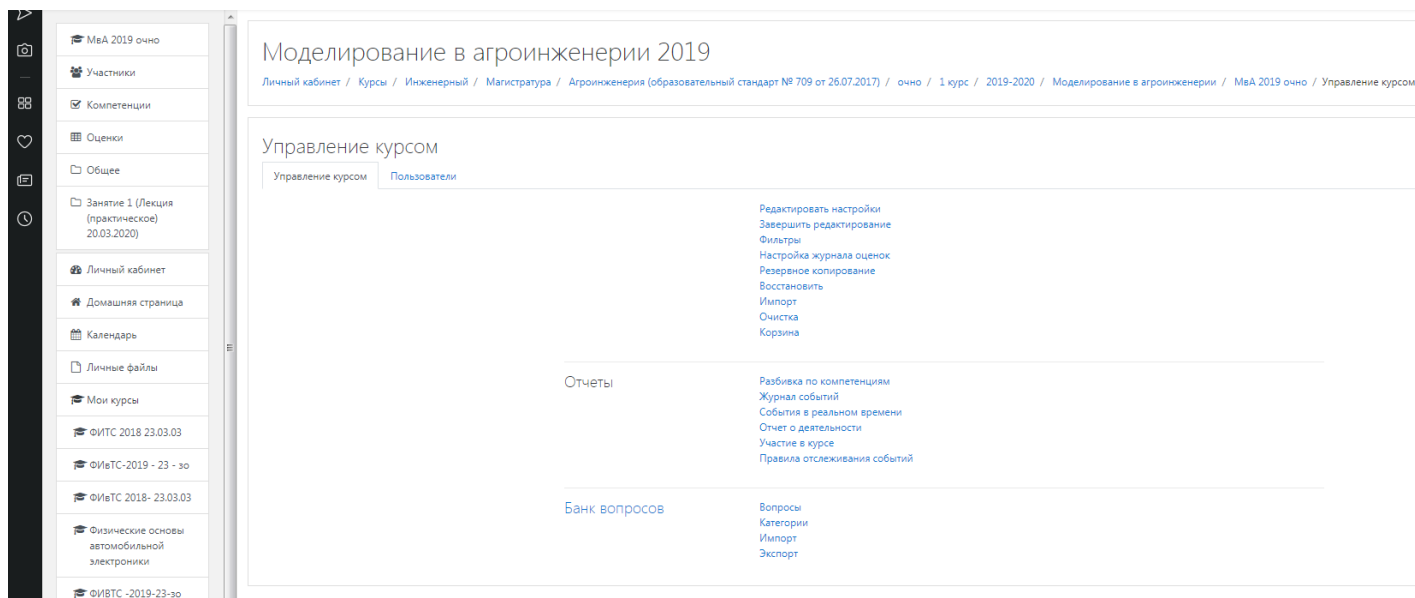 МвА 2019 очно
Участники
Компетенции
Оценки
Общее
Занятие 1 (Лекция
(практическое)
20.03.2020)
Личный кабинет
Домашняя страница
Календарь
Личные файлы
Мои курсы
ФИТС 2018 23.03.03
ФИвТС-2019 - 23 - зо
ФИвТС 2018- 23.03.03
Физические основы
автомобильной
электроники
ФИВТС -2019-23-зо
Моделирование в агроинженерии 2019
Личный кабинет / Курсы / Инженерный / Магистратура / Агроинженерия (образовательный стандарт № 709 от 26.07.2017) / очно / 1 курс / 2019-2020 / Моделирование в агроинженерии / МвА 2019 очно / Управление курсом
Управление курсом
Управление курсом Пользователи
Редактировать настройки
Завершить редактирование
Фильтры
Настройка журнала оценок
Резервное копирование
Восстановить
Импорт
Очистка
Корзина
Отчеты
Разбивка по компетенциям
Журнал событий
События в реальном времени
Отчет о деятельности
Участие в курсе
Правила отслеживания событий
Банк вопросов
Вопросы
Категории
Импорт
Экспорт